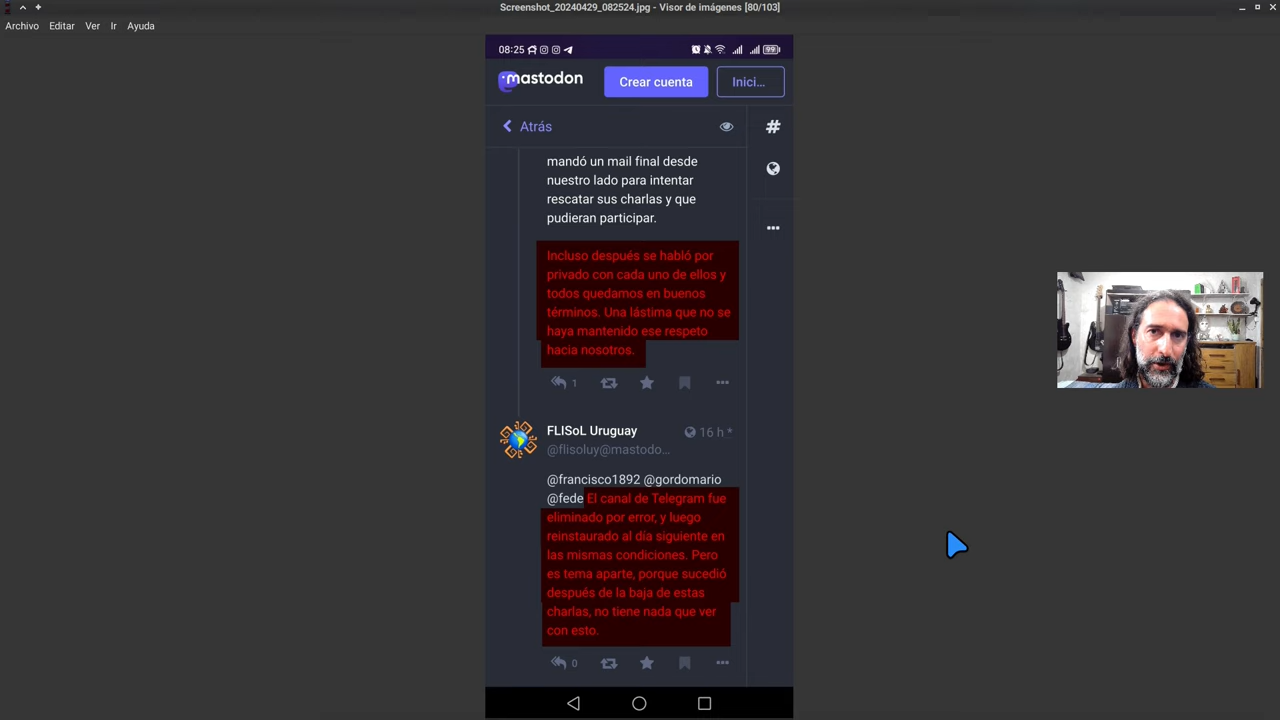 Screenshot_20240429_082524.jpg - Visor de imágenes [80/103]
Archivo Editar Ver Ir Ayuda
08:25 99
mastodon Crear cuenta Inici...
Atrás
mandó un mail final desde
nuestro lado para intentar
rescatar sus charlas y que
pudieran participar.
Incluso después se habló por
privado con cada uno de ellos y
todos quedamos en buenos
términos. Una lástima que no se
haya mantenido ese respeto
hacia nosotros.
1
FLISoL Uruguay 16 h *
@flisoluy@mastodo...
@francisco1892 @gordomario
@fede El canal de Telegram fue
eliminado por error, y luego
reinstaurado al día siguiente en
las mismas condiciones. Pero
es tema aparte, porque sucedió
después de la baja de estas
charlas, no tiene nada que ver
con esto.
0